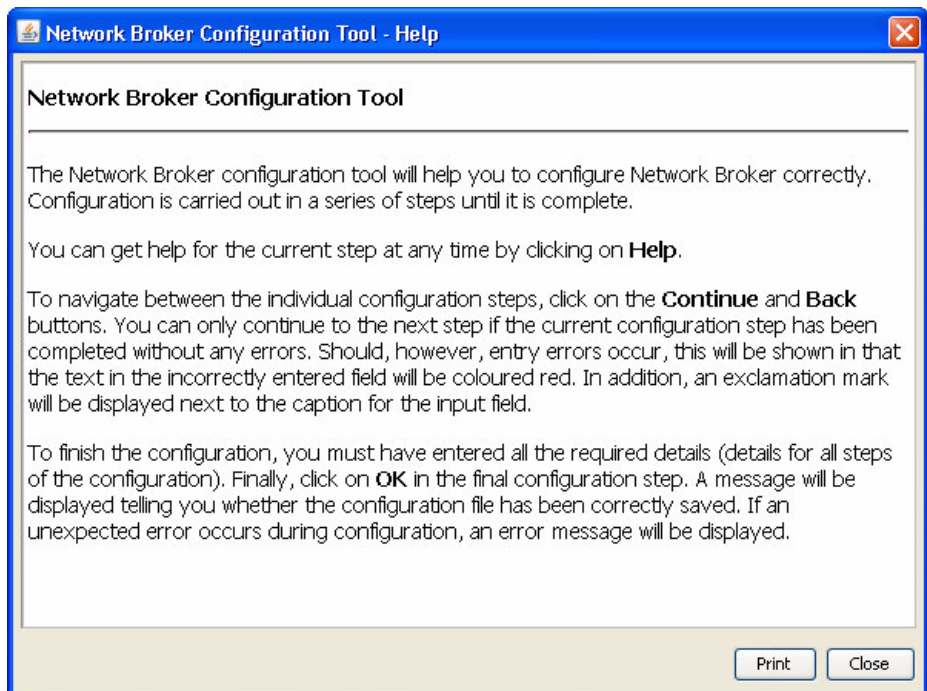 Network Broker Configuration Tool - Help
Network Broker Configuration Tool
The Network Broker configuration tool will help you to configure Network Broker correctly.
Configuration is carried out in a series of steps until it is complete.
You can get help for the current step at any time by clicking on Help.
To navigate between the individual configuration steps, click on the Continue and Back
buttons. You can only continue to the next step if the current configuration step has been
completed without any errors. Should, however, entry errors occur, this will be shown in that
the text in the incorrectly entered field will be coloured red. In addition, an exclamation mark
will be displayed next to the caption for the input field.
To finish the configuration, you must have entered all the required details (details for all steps
of the configuration). Finally, click on OK in the final configuration step. A message will be
displayed telling you whether the configuration file has been correctly saved. If an
unexpected error occurs during configuration, an error message will be displayed.
Print Close